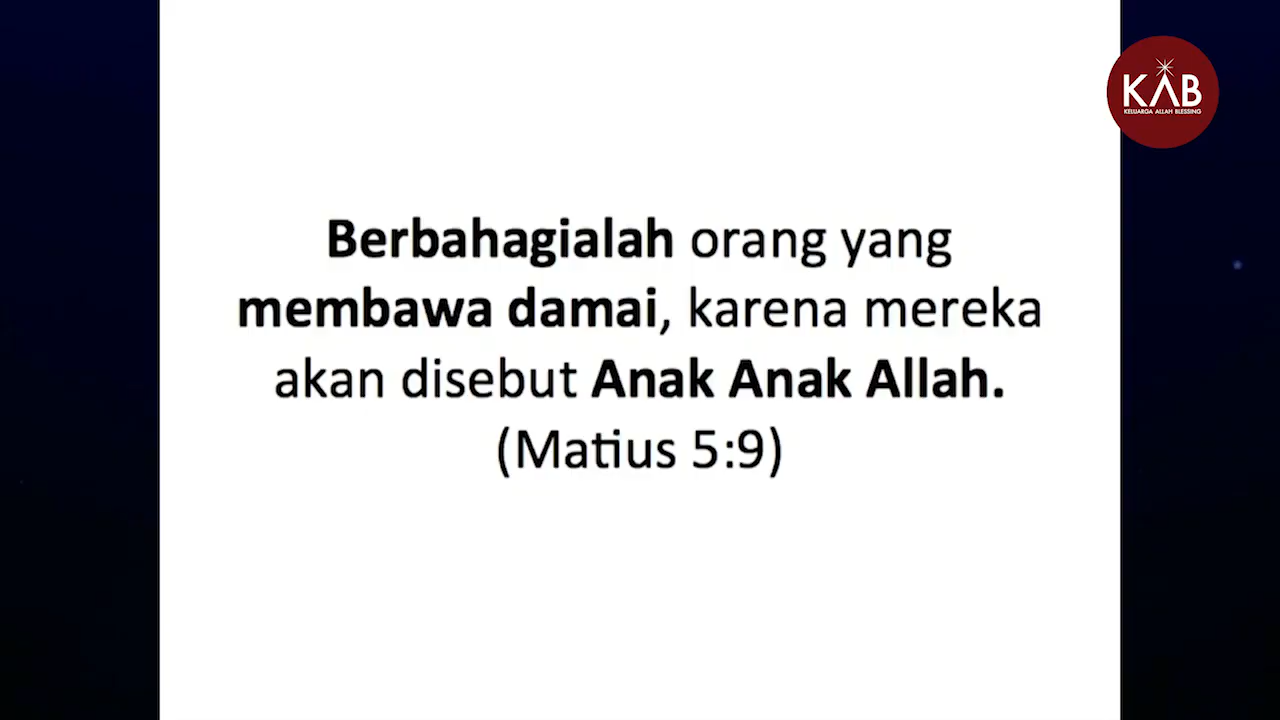 KAB
KELUARGA ALLAH BLESSING
Berbahagialah orang yang
membawa damai, karena mereka
akan disebut Anak Anak Allah.
(Matius 5:9)